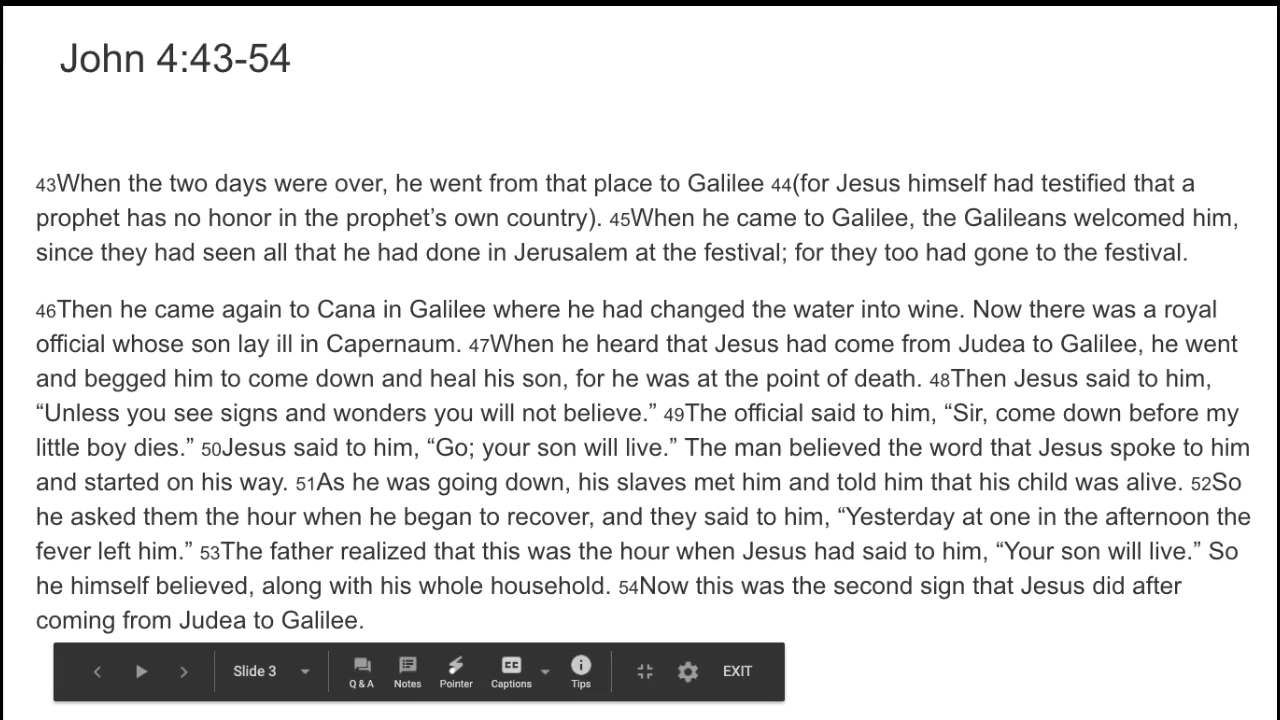 John 4:43-54
43When the two days were over, he went from that place to Galilee 44(for Jesus himself had testified that a
prophet has no honor in the prophet’s own country). 45When he came to Galilee, the Galileans welcomed him,
since they had seen all that he had done in Jerusalem at the festival; for they too had gone to the festival.
46Then he came again to Cana in Galilee where he had changed the water into wine. Now there was a royal
official whose son lay ill in Capernaum. 47When he heard that Jesus had come from Judea to Galilee, he went
and begged him to come down and heal his son, for he was at the point of death. 48Then Jesus said to him,
“Unless you see signs and wonders you will not believe.” 49The official said to him, “Sir, come down before my
little boy dies.” 50Jesus said to him, “Go; your son will live.” The man believed the word that Jesus spoke to him
and started on his way. 51As he was going down, his slaves met him and told him that his child was alive. 52So
he asked them the hour when he began to recover, and they said to him, “Yesterday at one in the afternoon the
fever left him.” 53The father realized that this was the hour when Jesus had said to him, “Your son will live.” So
he himself believed, along with his whole household. 54Now this was the second sign that Jesus did after
coming from Judea to Galilee.
Slide 3 Q & A Notes Pointer CC Captions Tips EXIT